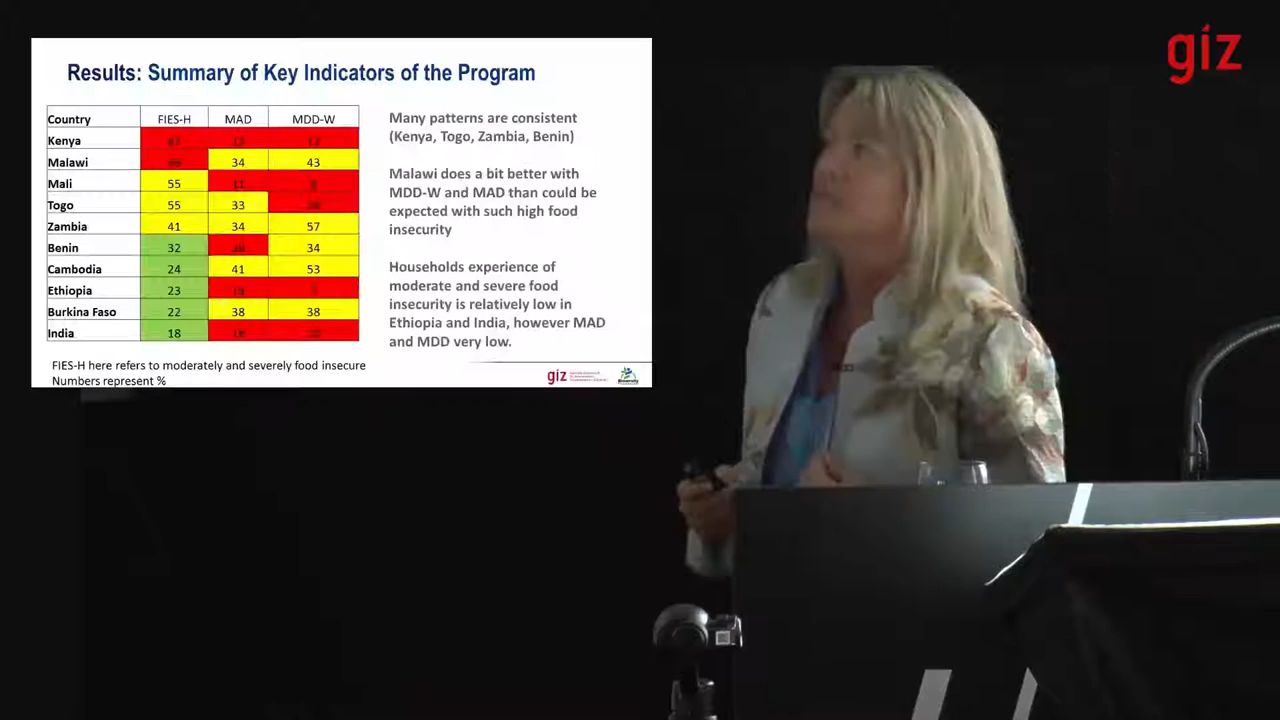 giz
Results: Summary of Key Indicators of the Program
Country FIES-H MAD MDD-W
Kenya
Malawi 34 43
Mali 55
Togo 55 33
Zambia 41 34 57
Benin 32 34
Cambodia 24 41 53
Ethiopia 23
Burkina Faso 22 38 38
India 18
Many patterns are consistent
(Kenya, Togo, Zambia, Benin)
Malawi does a bit better with
MDD-W and MAD than could be
expected with such high food
insecurity
Households experience of
moderate and severe food
insecurity is relatively low in
Ethiopia and India, however MAD
and MDD very low.
FIES-H here refers to moderately and severely food insecure
Numbers represent %
giz